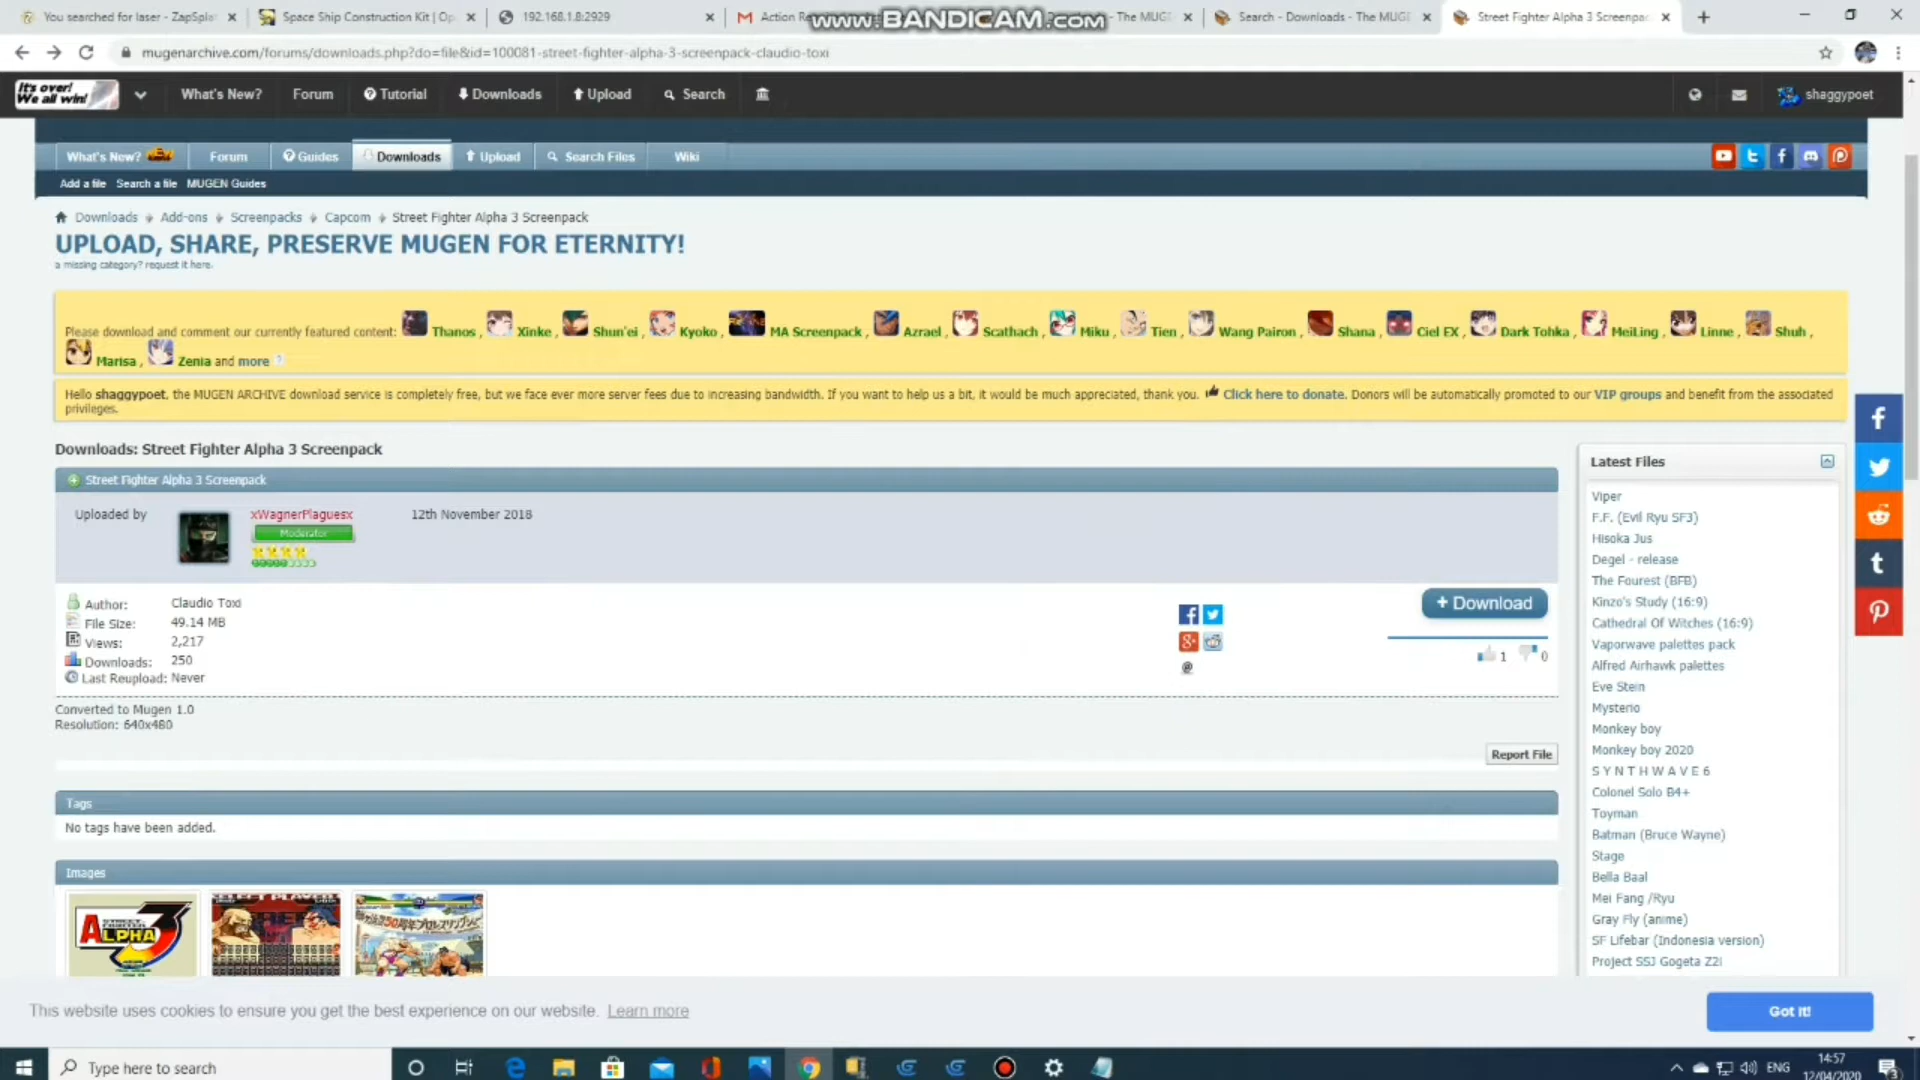 You searched for laser - ZapSpla
Space Ship Construction Kit | Op
192.168.1.8:2929
Action Re
www.BANDICAM.com
- The MUGE
Search - Downloads - The MUGE
Street Fighter Alpha 3 Screenpac
mugenarchive.com/forums/downloads.php?do=file&id=100081-street-fighter-alpha-3-screenpack-claudio-toxi
It's over!
We all win!
What's New?
Forum
Tutorial
Downloads
Upload
Search
shaggypoet
What's New?
Forum
Guides
Downloads
Upload
Search Files
Wiki
Add a file Search a file MUGEN Guides
Downloads Add-ons Screenpacks Capcom Street Fighter Alpha 3 Screenpack
UPLOAD, SHARE, PRESERVE MUGEN FOR ETERNITY!
a missing category? request it here.
Please download and comment our currently featured content: Thanos , Xinke , Shun'ei , Kyoko , MA Screenpack , Azrael , Scathach , Miku , Tien , Wang Pairon , Shana , Ciel EX , Dark Tohka , MeiLing , Linne , Shuh ,
Marisa , Zenia and more ?
Hello shaggypoet, the MUGEN ARCHIVE download service is completely free, but we face ever more server fees due to increasing bandwidth. If you want to help us a bit, it would be much appreciated, thank you. Click here to donate. Donors will be automatically promoted to our VIP groups and benefit from the associated
privileges.
Downloads: Street Fighter Alpha 3 Screenpack
Street Fighter Alpha 3 Screenpack
Uploaded by
xWagnerPlaguesx
Moderator
12th November 2018
Author: Claudio Toxi
File Size: 49.14 MB
Views: 2,217
Downloads: 250
Last Reupload: Never
+ Download
1
0
Converted to Mugen 1.0
Resolution: 640x480
Report File
Tags
No tags have been added.
Images
STREET FIGHTER
ALPHA 3
Latest Files
Viper
F.F. (Evil Ryu SF3)
Hisoka Jus
Degel - release
The Fourest (BFB)
Kinzo's Study (16:9)
Cathedral Of Witches (16:9)
Vaporwave palettes pack
Alfred Airhawk palettes
Eve Stein
Mysterio
Monkey boy
Monkey boy 2020
S Y N T H W A V E 6
Colonel Solo B4+
Toyman
Batman (Bruce Wayne)
Stage
Bella Baal
Mei Fang /Ryu
Gray Fly (anime)
SF Lifebar (Indonesia version)
Project SSJ Gogeta Z2i
This website uses cookies to ensure you get the best experience on our website. Learn more
Got It!
Type here to search
ENG
14:57
12/04/2020